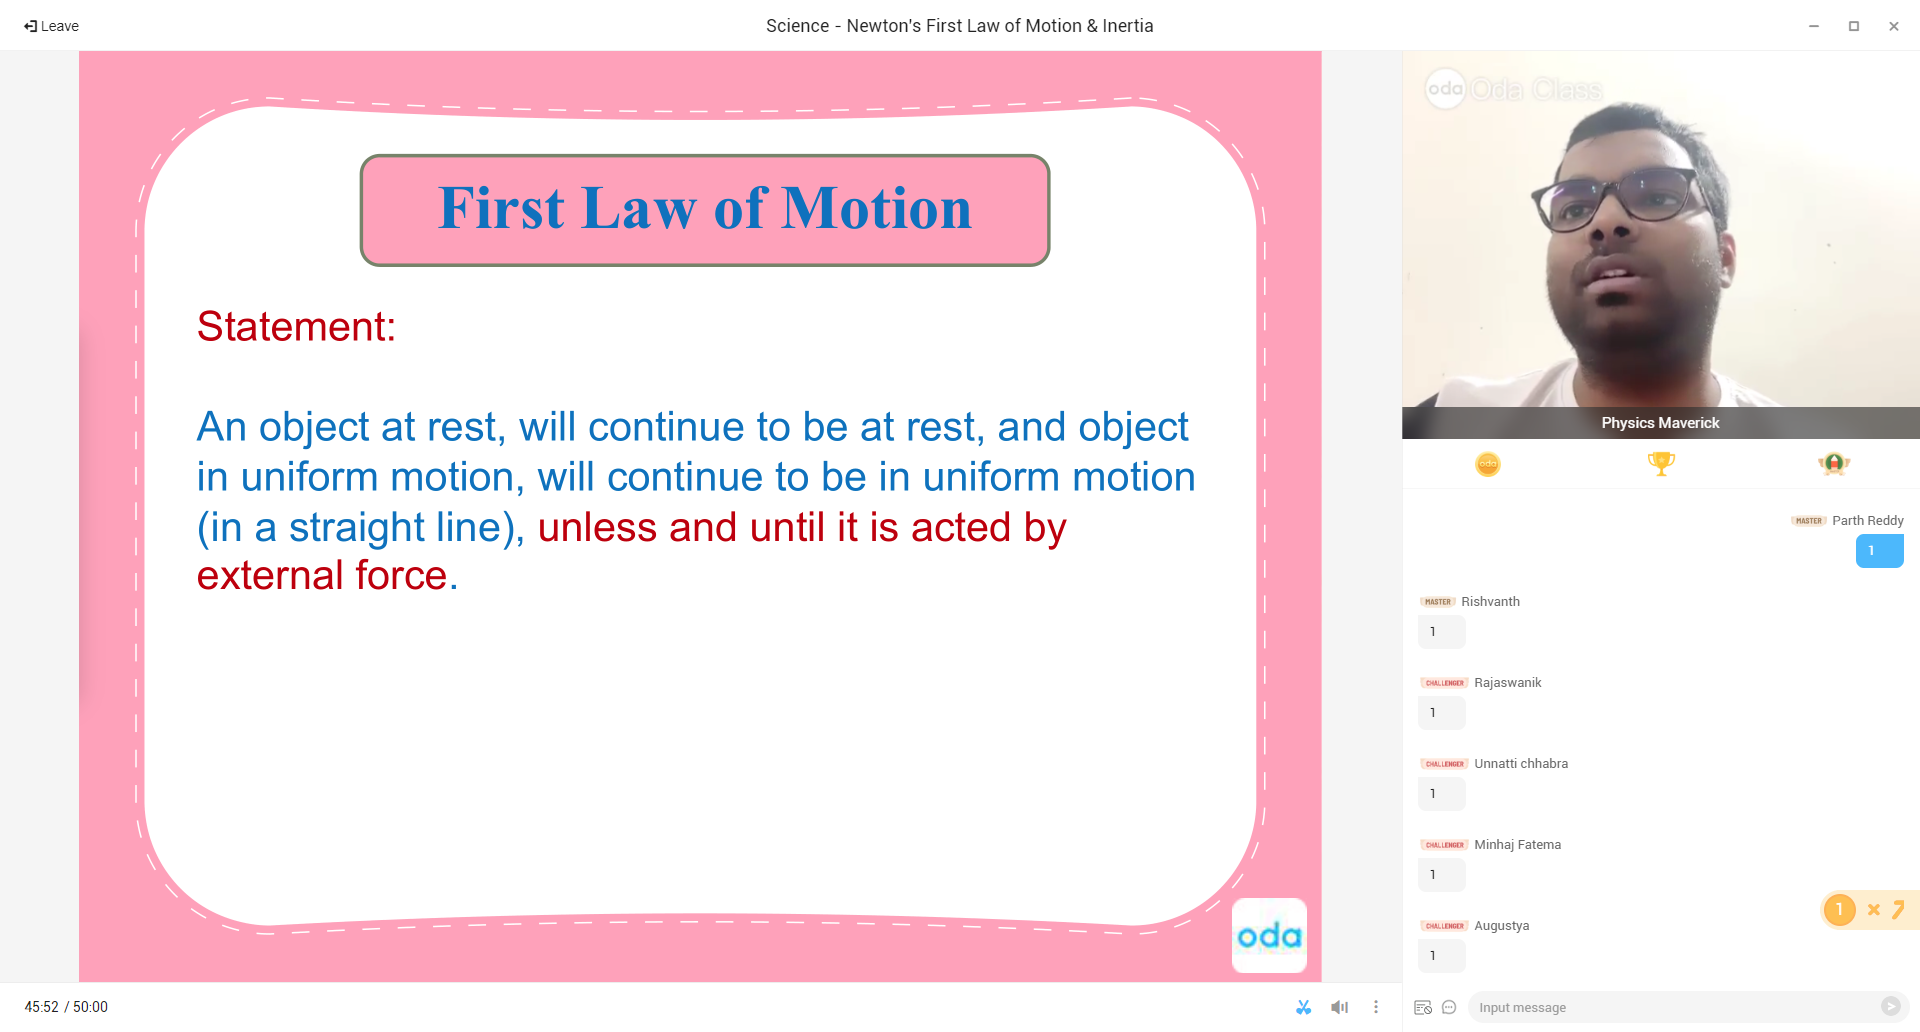 Leave
Science - Newton's First Law of Motion & Inertia
First Law of Motion
Statement:
An object at rest, will continue to be at rest, and object
in uniform motion, will continue to be in uniform motion
(in a straight line), unless and until it is acted by
external force.
oda
45:52 / 50:00
oda Oda Class
Physics Maverick
oda
MASTER Parth Reddy
1
MASTER Rishvanth
1
CHALLENGER Rajaswanik
1
CHALLENGER Unnatti chhabra
1
CHALLENGER Minhaj Fatema
1
1 × 7
CHALLENGER Augustya
1
Input message